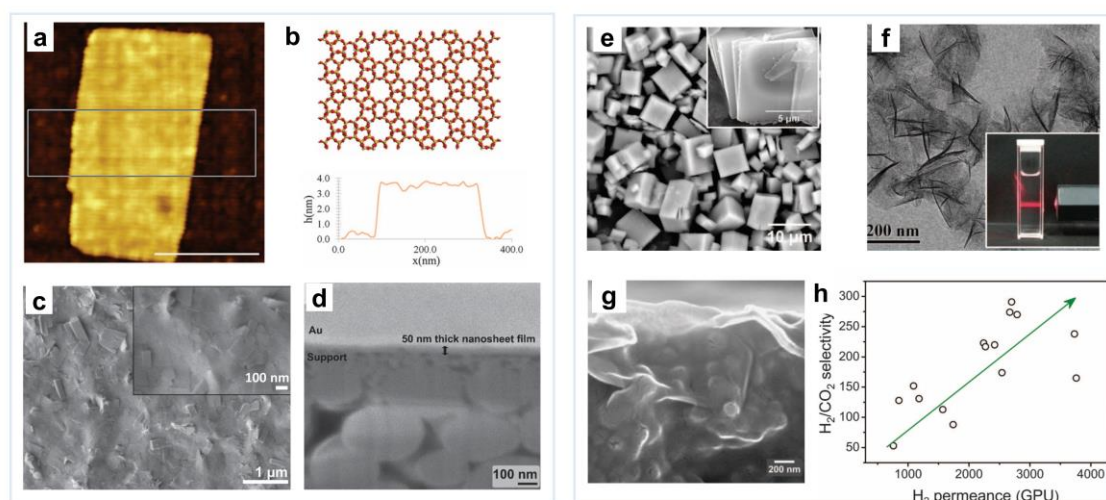 a
b
h(nm)
4.0
3.0
2.0
1.0
0.0
0.0
200.0
400.0
x(nm)
c
100 nm
1 µm
d
Au
50 nm thick nanosheet film
Support
100 nm
e
5 µm
10 µm
f
200 nm
g
200 nm
h
H₂/CO₂ selectivity
300
250
200
150
100
50
1000
2000
3000
4000
H₂ permeance (GPU)